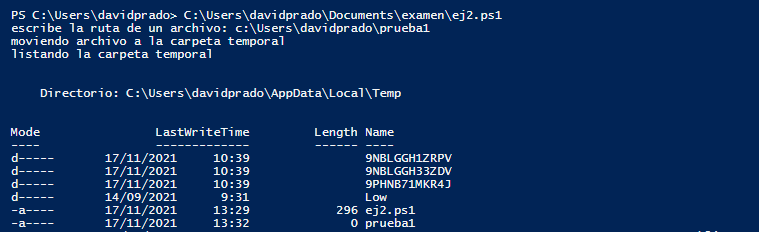 PS C:\Users\davidprado> C:\Users\davidprado\Documents\examen\ej2.ps1
escribe la ruta de un archivo: c:\Users\davidprado\prueba1
moviendo archivo a la carpeta temporal
listando la carpeta temporal
Directorio: C:\Users\davidprado\AppData\Local\Temp
Mode LastWriteTime Length Name
---- ------------- ------ ----
d----- 17/11/2021 10:39 9NBLGGH1ZRPV
d----- 17/11/2021 10:39 9NBLGGH33ZDV
d----- 17/11/2021 10:39 9PHNB71MKR4J
d----- 14/09/2021 9:31 Low
-a---- 17/11/2021 13:29 296 ej2.ps1
-a---- 17/11/2021 13:32 0 prueba1